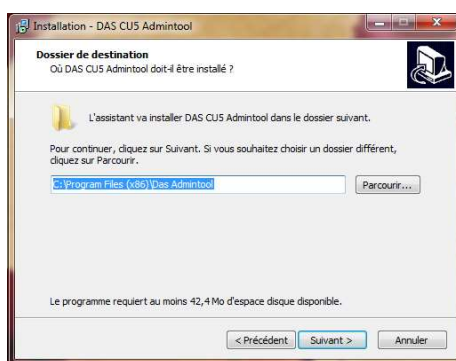 Installation - DAS CU5 Admintool
Dossier de destination
Où DAS CU5 Admintool doit-il être installé ?
L'assistant va installer DAS CU5 Admintool dans le dossier suivant.
Pour continuer, cliquez sur Suivant. Si vous souhaitez choisir un dossier différent,
cliquez sur Parcourir.
C:\Program Files (x86)\Das Admintool
Parcourir...
Le programme requiert au moins 42,4 Mo d'espace disque disponible.
< Précédent
Suivant >
Annuler